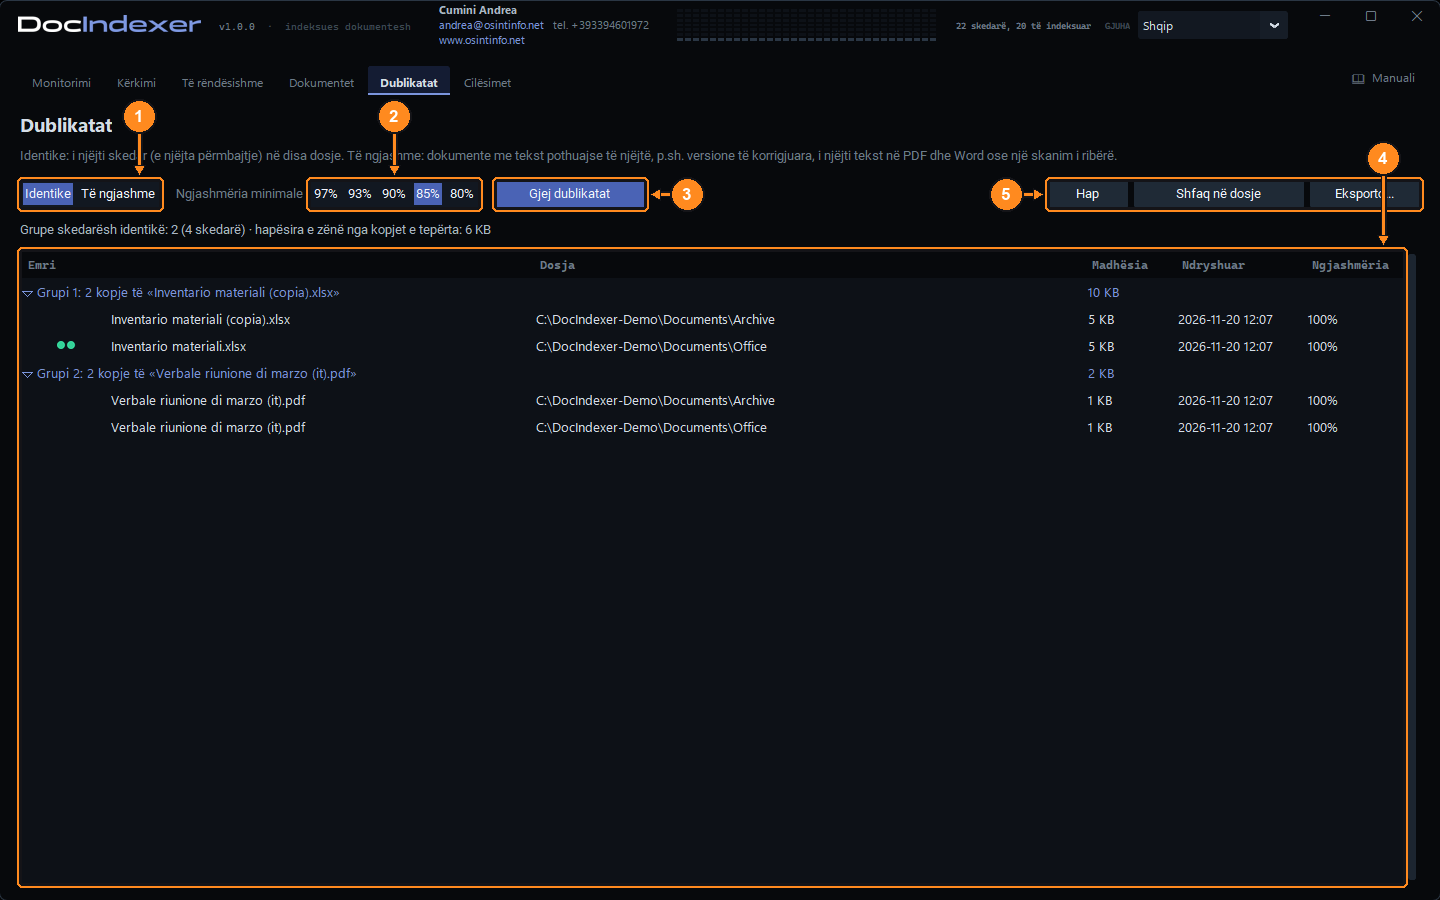 DocIndexer v1.0.0 · indeksues dokumentesh
Cumini Andrea
andrea@osintinfo.net tel. +393394601972
www.osintinfo.net
22 skedarë, 20 të indeksuar GJUHA Shqip
Monitorimi Kërkimi Të rëndësishme Dokumentet Dublikatat Cilësimet Manuali
Dublikatat 1 2
Identike: i njëjti skedar (e njëjta përmbajtje) në disa dosje. Të ngjashme: dokumente me tekst pothuajse të njëjtë, p.sh. versione të korrigjuara, i njëjti tekst në PDF dhe Word ose një skanim i ribërë.
4
Identike Të ngjashme Ngjashmëria minimale 97% 93% 90% 85% 80% Gjej dublikatat 3 5 Hap Shfaq në dosje
Grupe skedarësh identikë: 2 (4 skedarë) · hapësira e zënë nga kopjet e tepërta: 6 KB
Emri Dosja Madhësia Ndryshuar Ngjashmëria
Grupi 1: 2 kopje të «Inventario materiali (copia).xlsx» 10 KB
Inventario materiali (copia).xlsx C:\DocIndexer-Demo\Documents\Archive 5 KB 2026-11-20 12:07 100%
Inventario materiali.xlsx C:\DocIndexer-Demo\Documents\Office 5 KB 2026-11-20 12:07 100%
Grupi 2: 2 kopje të «Verbale riunione di marzo (it).pdf» 2 KB
Verbale riunione di marzo (it).pdf C:\DocIndexer-Demo\Documents\Archive 1 KB 2026-11-20 12:07 100%
Verbale riunione di marzo (it).pdf C:\DocIndexer-Demo\Documents\Office 1 KB 2026-11-20 12:07 100%